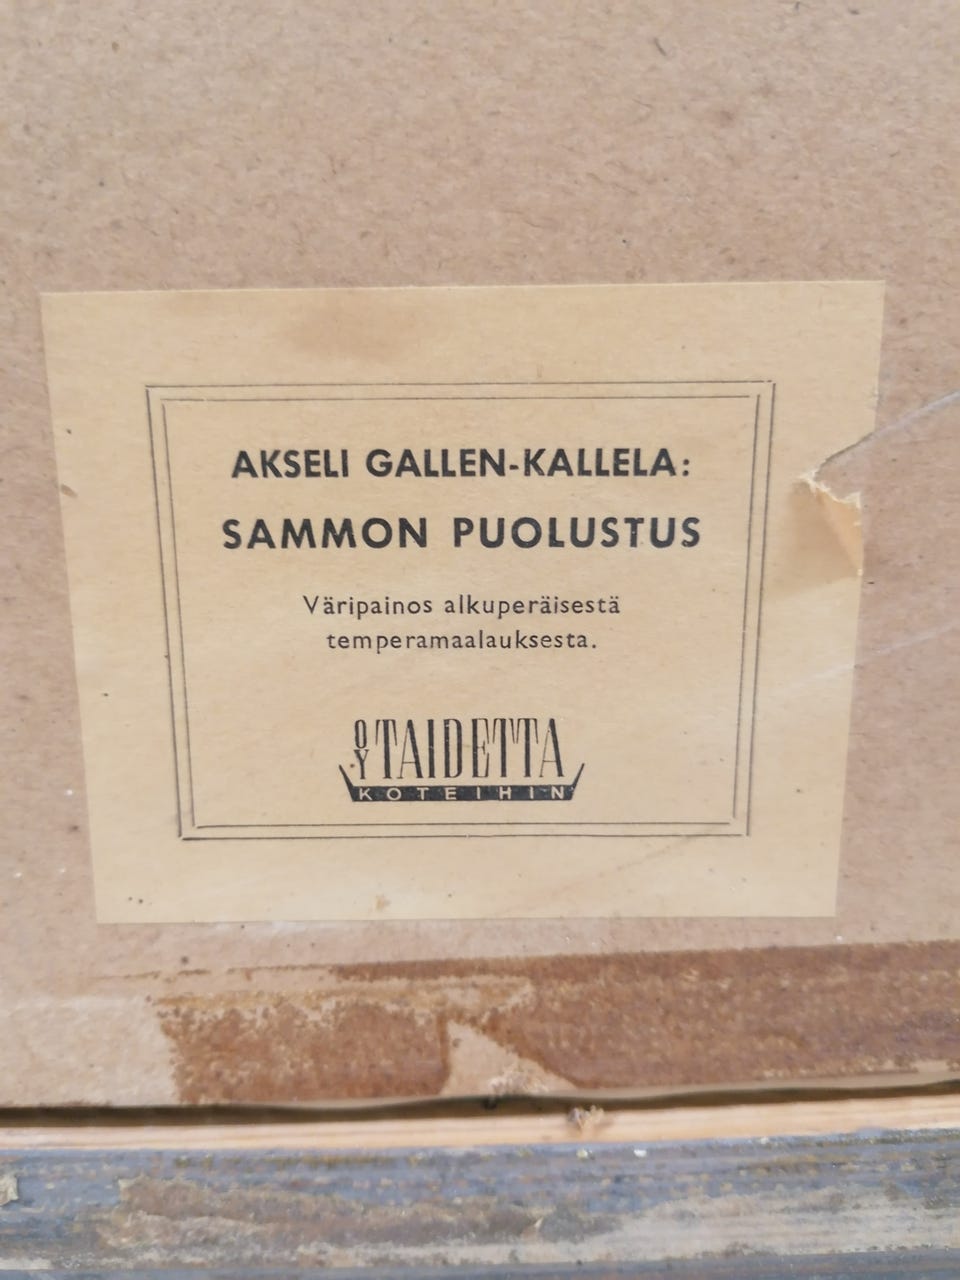 AKSELI GALLEN-KALLELA:
SAMMON PUOLUSTUS
Väripainos alkuperäisestä
temperamaalauksesta.
OY TAIDETTA
KOTEIHIN